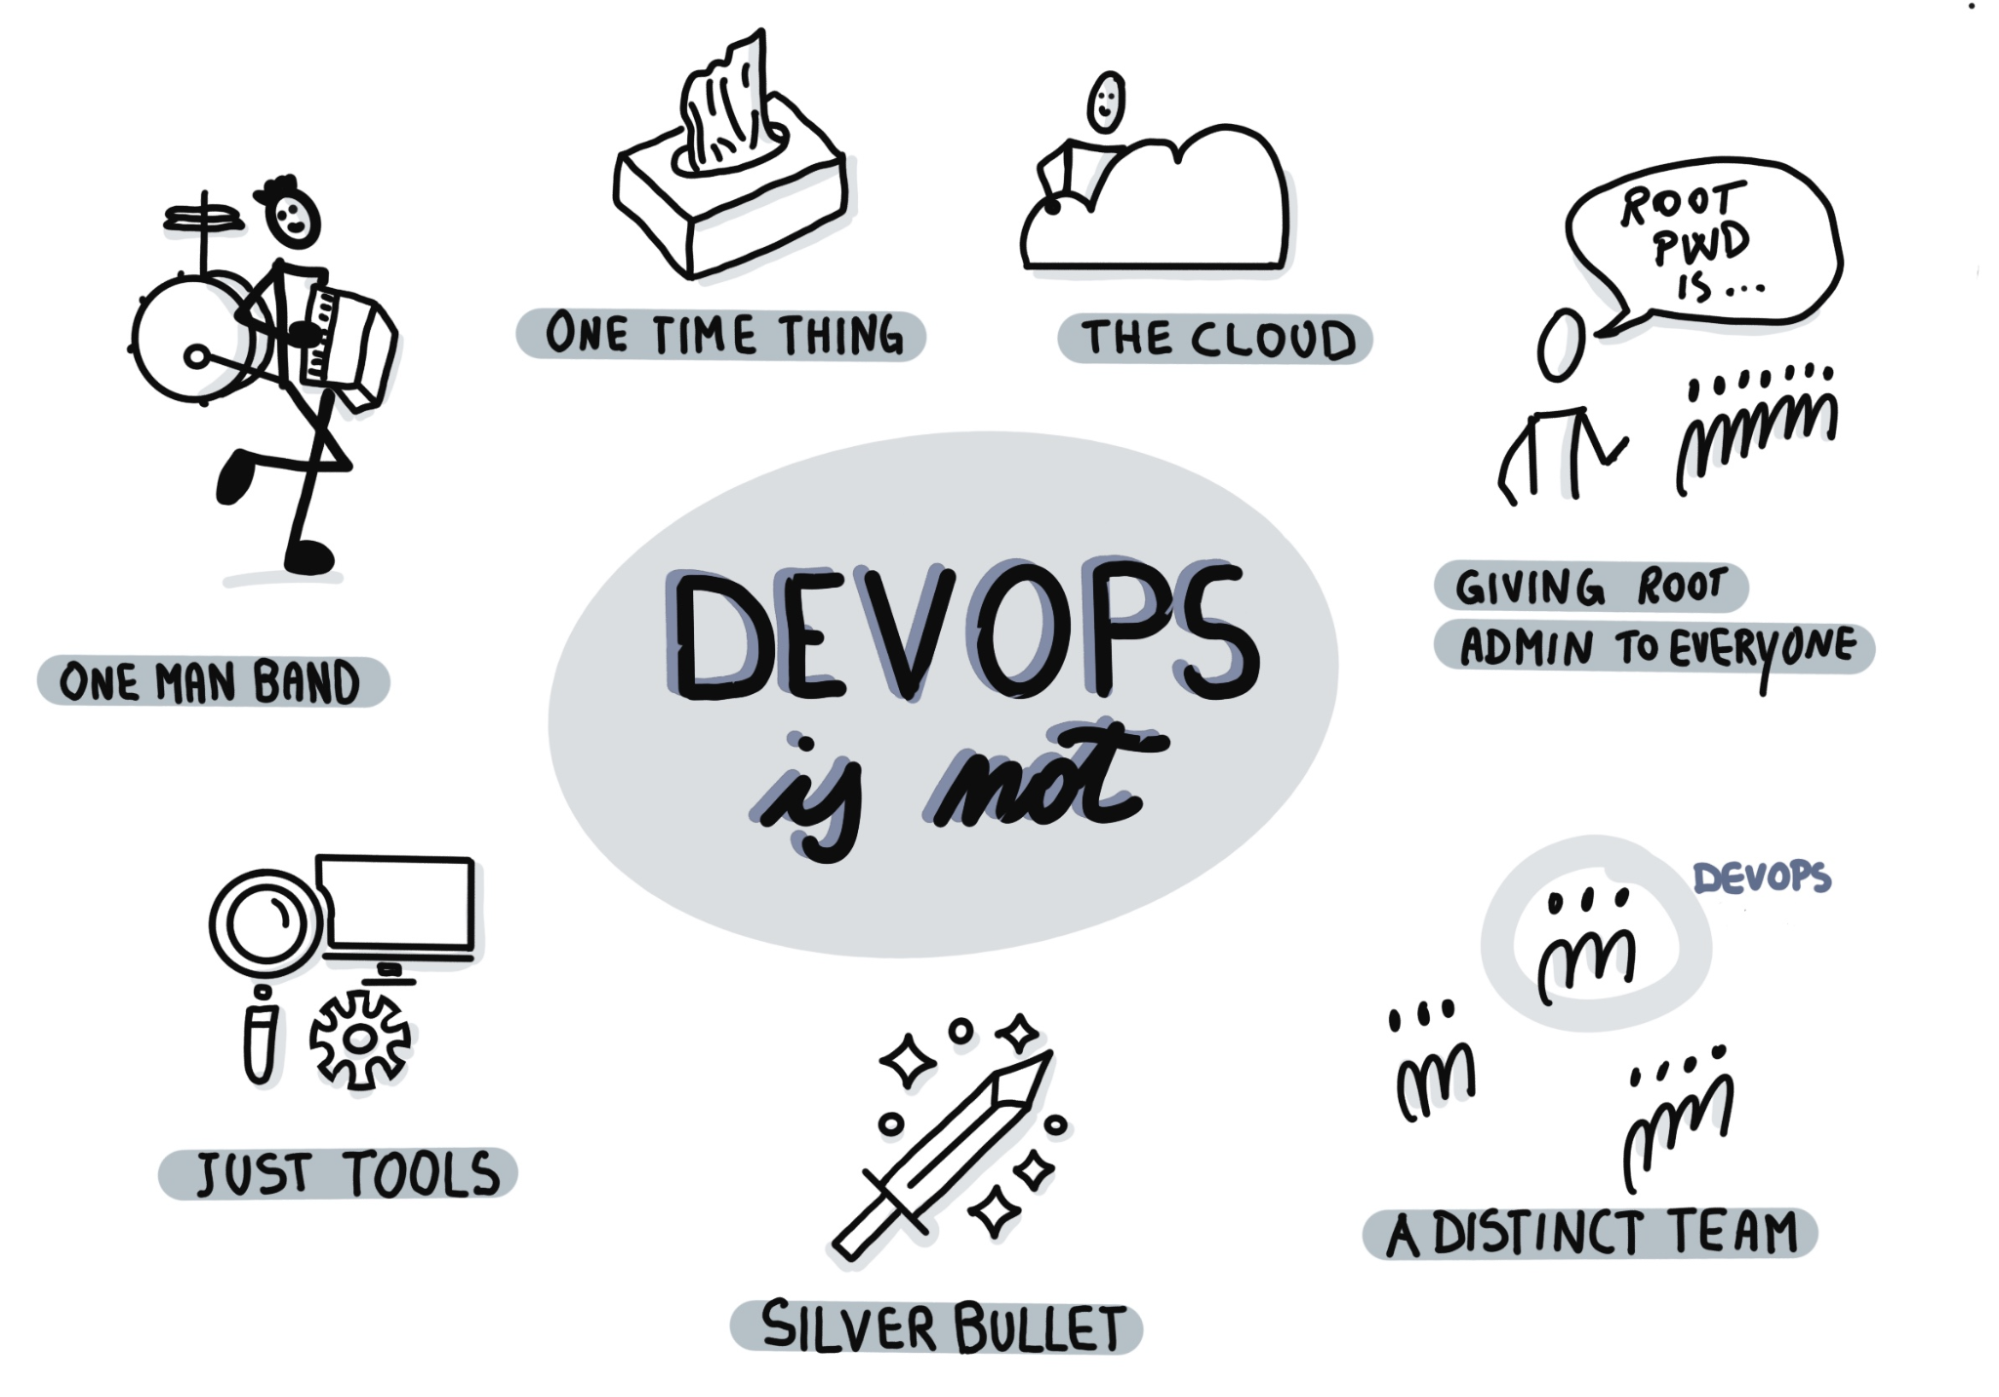 ONE TIME THING
THE CLOUD
ROOT
PWD
IS...
GIVING ROOT
ADMIN TO EVERYONE
ONE MAN BAND
DEVOPS
is not
JUST TOOLS
SILVER BULLET
DEVOPS
A DISTINCT TEAM